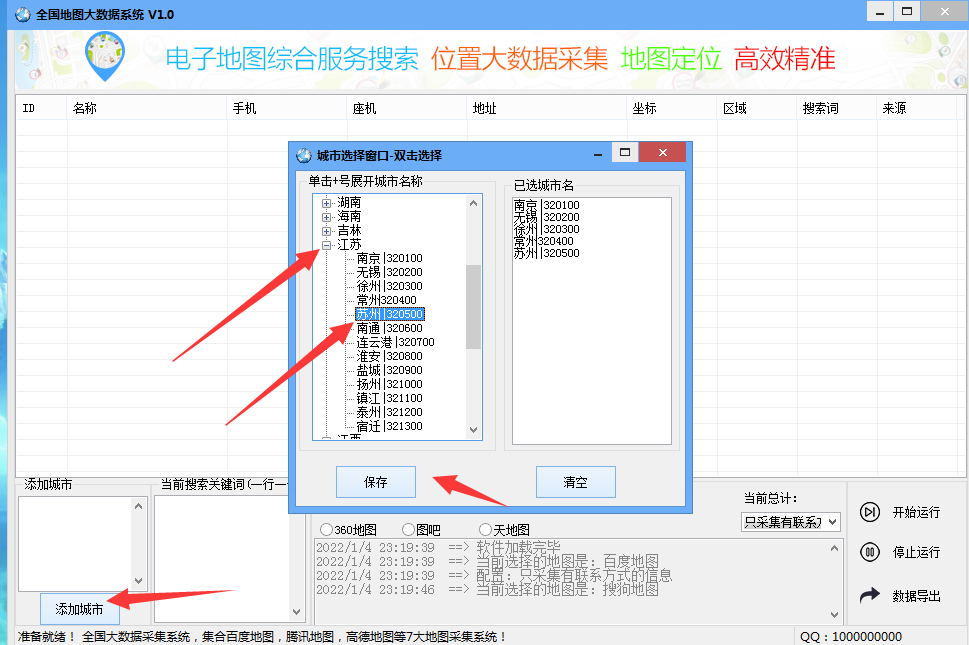 全国地图大数据系统 V1.0
电子地图综合服务搜索 位置大数据采集 地图定位 高效精准
ID 名称 手机 座机 地址 坐标 区域 搜索词 来源
城市选择窗口-双击选择
单击+号展开城市名称
湖南
海南
吉林
江苏
南京 |320100
无锡 |320200
徐州 |320300
常州320400
苏州 |320500
南通 |320600
连云港 |320700
淮安 |320800
盐城 |320900
扬州 |321000
镇江 |321100
泰州 |321200
宿迁 |321300
江西
已选城市名
南京 |320100
无锡 |320200
徐州 |320300
常州320400
苏州 |320500
保存 清空
添加城市
添加城市
当前搜索关键词(一行一
360地图 图吧 天地图
当前总计:
只采集有联系
2022/1/4 23:19:39 ==> 软件加载完毕
2022/1/4 23:19:39 ==> 当前选择的地图是: 百度地图
2022/1/4 23:19:39 ==> 配置: 只采集有联系方式的信息
2022/1/4 23:19:46 ==> 当前选择的地图是: 搜狗地图
开始运行
停止运行
数据导出
准备就绪！ 全国大数据采集系统，集合百度地图，腾讯地图，高德地图等7大地图采集系统！
QQ：1000000000